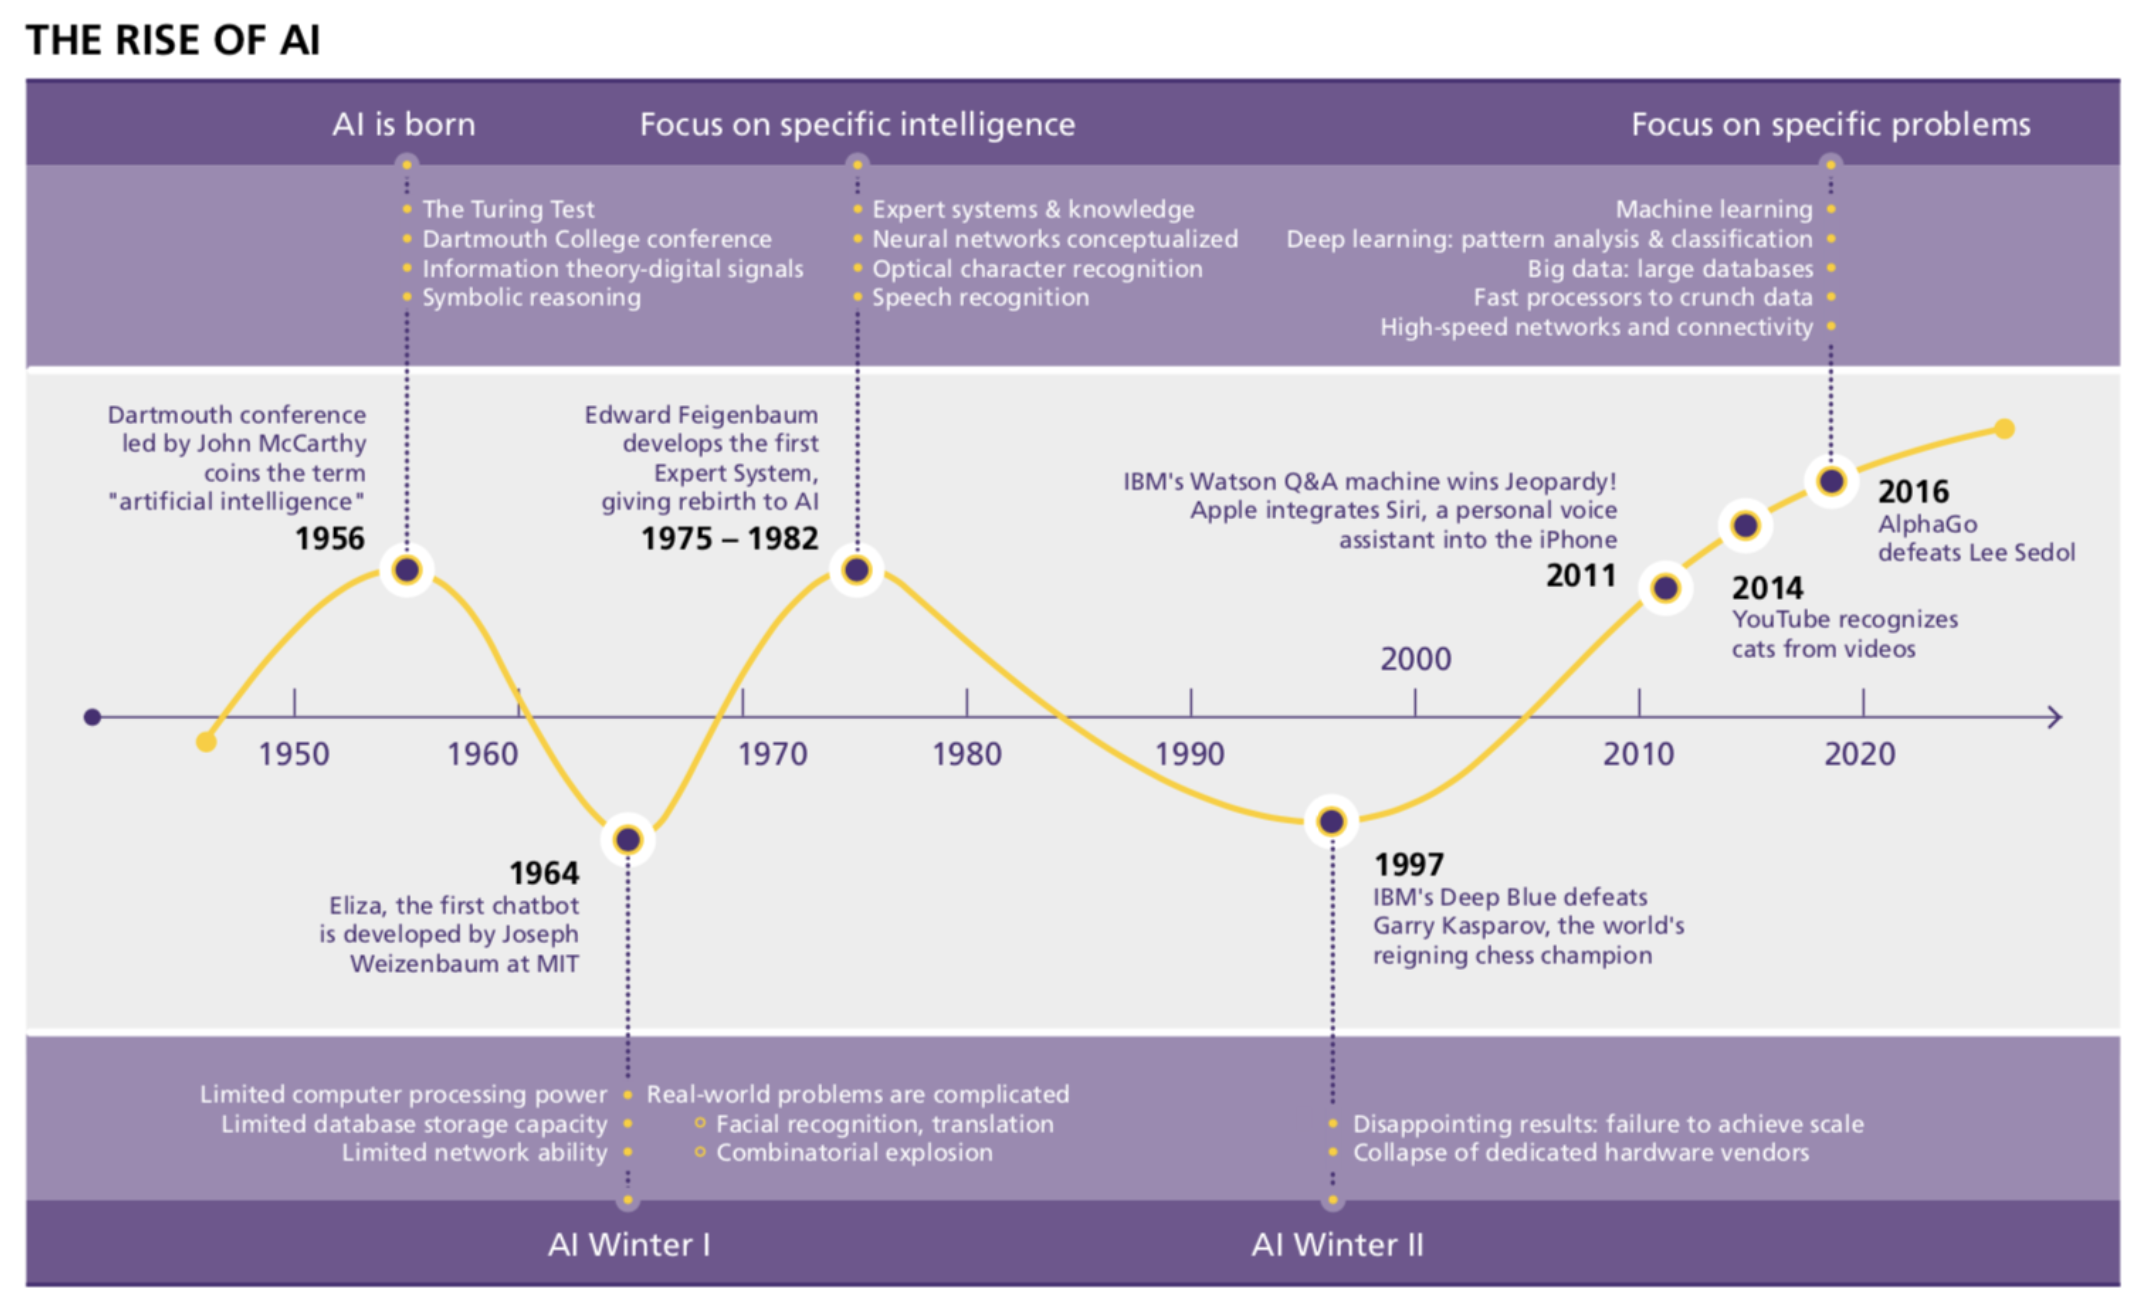 THE RISE OF AI
AI is born
Focus on specific intelligence
Focus on specific problems
The Turing Test
Dartmouth College conference
Information theory-digital signals
Symbolic reasoning
Expert systems & knowledge
Neural networks conceptualized
Optical character recognition
Speech recognition
Machine learning
Deep learning: pattern analysis & classification
Big data: large databases
Fast processors to crunch data
High-speed networks and connectivity
Dartmouth conference
led by John McCarthy
coins the term
"artificial intelligence"
1956
Edward Feigenbaum
develops the first
Expert System,
giving rebirth to AI
1975 – 1982
IBM's Watson Q&A machine wins Jeopardy!
Apple integrates Siri, a personal voice
assistant into the iPhone
2011
2016
AlphaGo
defeats Lee Sedol
2014
YouTube recognizes
cats from videos
1950
1960
1970
1980
1990
2000
2010
2020
1964
Eliza, the first chatbot
is developed by Joseph
Weizenbaum at MIT
1997
IBM's Deep Blue defeats
Garry Kasparov, the world's
reigning chess champion
Limited computer processing power
Limited database storage capacity
Limited network ability
Real-world problems are complicated
Facial recognition, translation
Combinatorial explosion
Disappointing results: failure to achieve scale
Collapse of dedicated hardware vendors
AI Winter I
AI Winter II